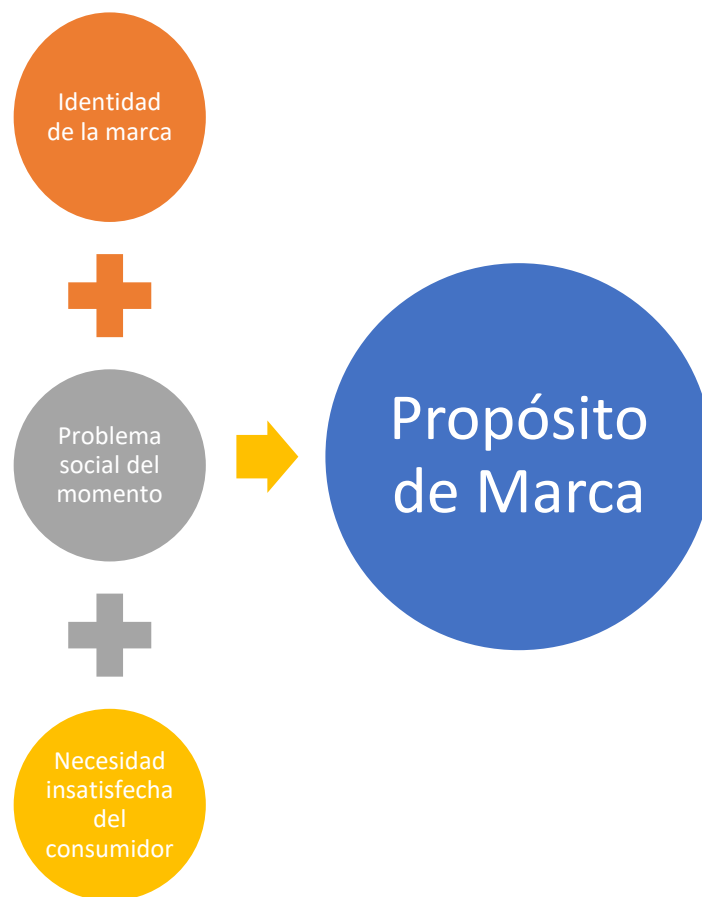 Identidad
de la marca
Problema
social del
momento
Necesidad
insatisfecha
del
consumidor
Propósito
de Marca